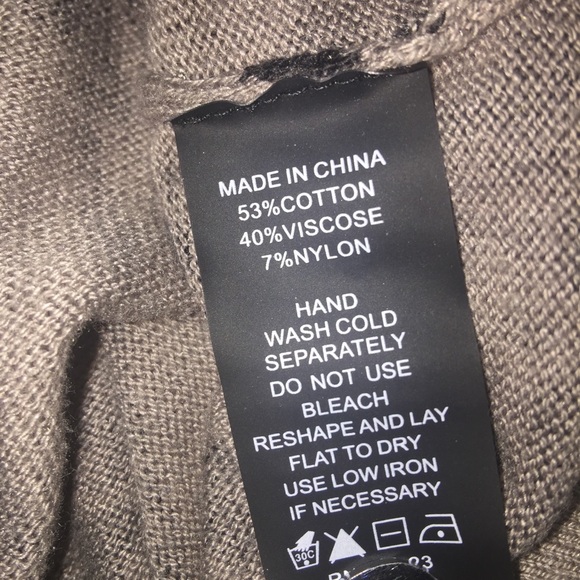 MADE IN CHINA
53%COTTON
40%VISCOSE
7%NYLON
HAND
WASH COLD
SEPARATELY
DO NOT USE
BLEACH
RESHAPE AND LAY
FLAT TO DRY
USE LOW IRON
IF NECESSARY
30C